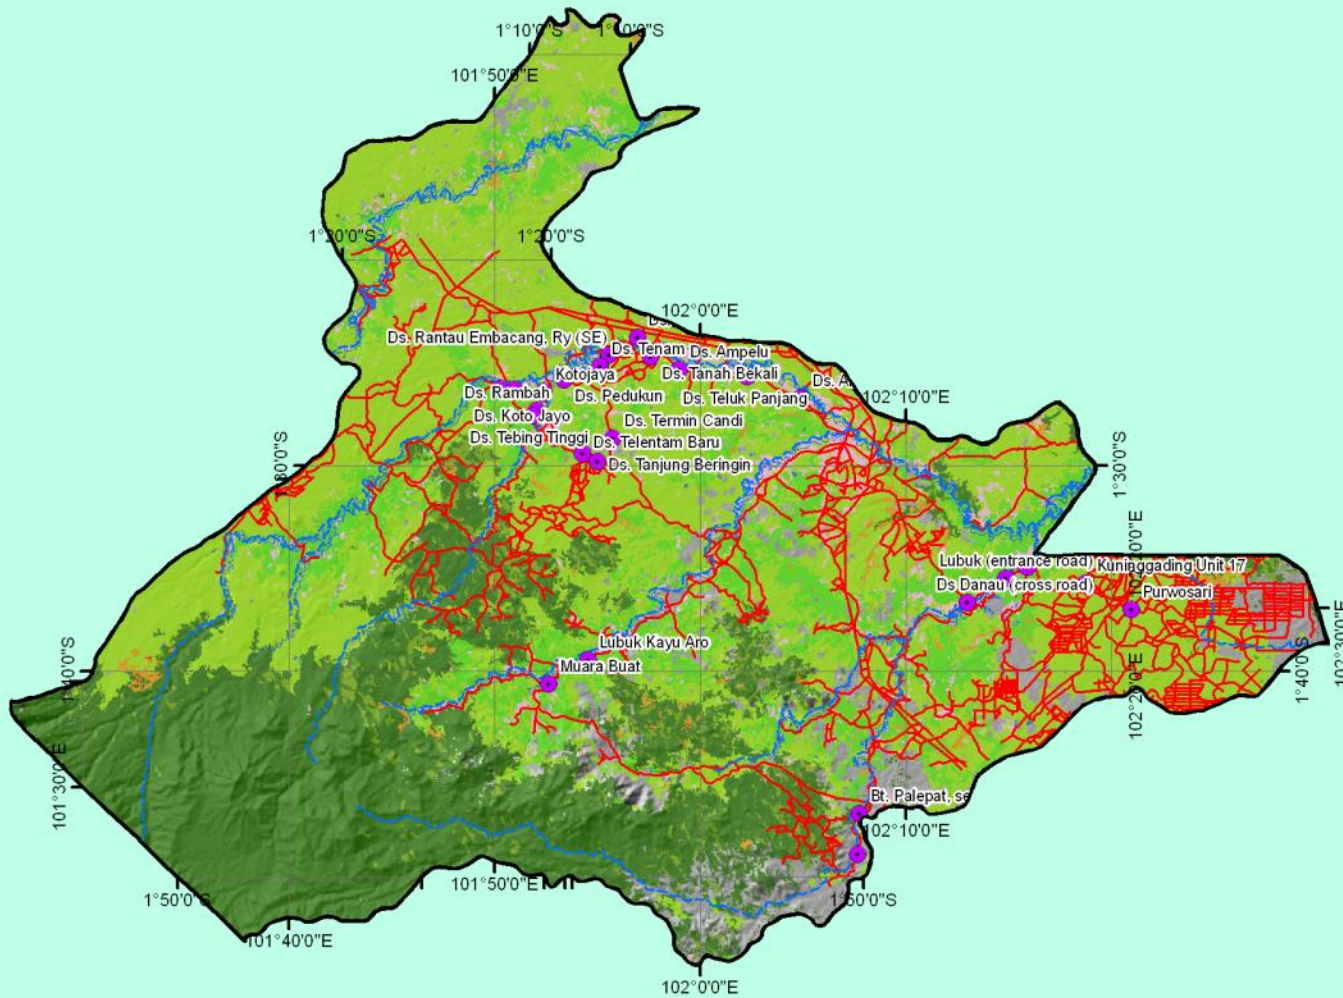 1°10'0"S
1°10'0"S
101°50'0"E
1°20'0"S
1°20'0"S
102°0'0"E
Ds. Rantau Embacang, Ry (SE)
Ds. Tenam
Ds. Ampelu
Kotojaya
Ds. Tanah Bekali
Ds. Rambah
Ds. Pedukun
Ds. Teluk Panjang
102°10'0"E
Ds. Koto Jayo
Ds. Termin Candi
Ds. Tebing Tinggi
Ds. Telentam Baru
Ds. Tanjung Beringin
1°30'0"S
Lubuk (entrance road)
Kuninggading Unit 17
Ds Danau (cross road)
Purwosari
Lubuk Kayu Aro
Muara Buat
1°40'0"S
102°30'0"E
102°20'0"E
101°30'0"E
Bt. Palepat, se
102°10'0"E
101°50'0"E
1°50'0"S
1°50'0"S
101°40'0"E
102°0'0"E